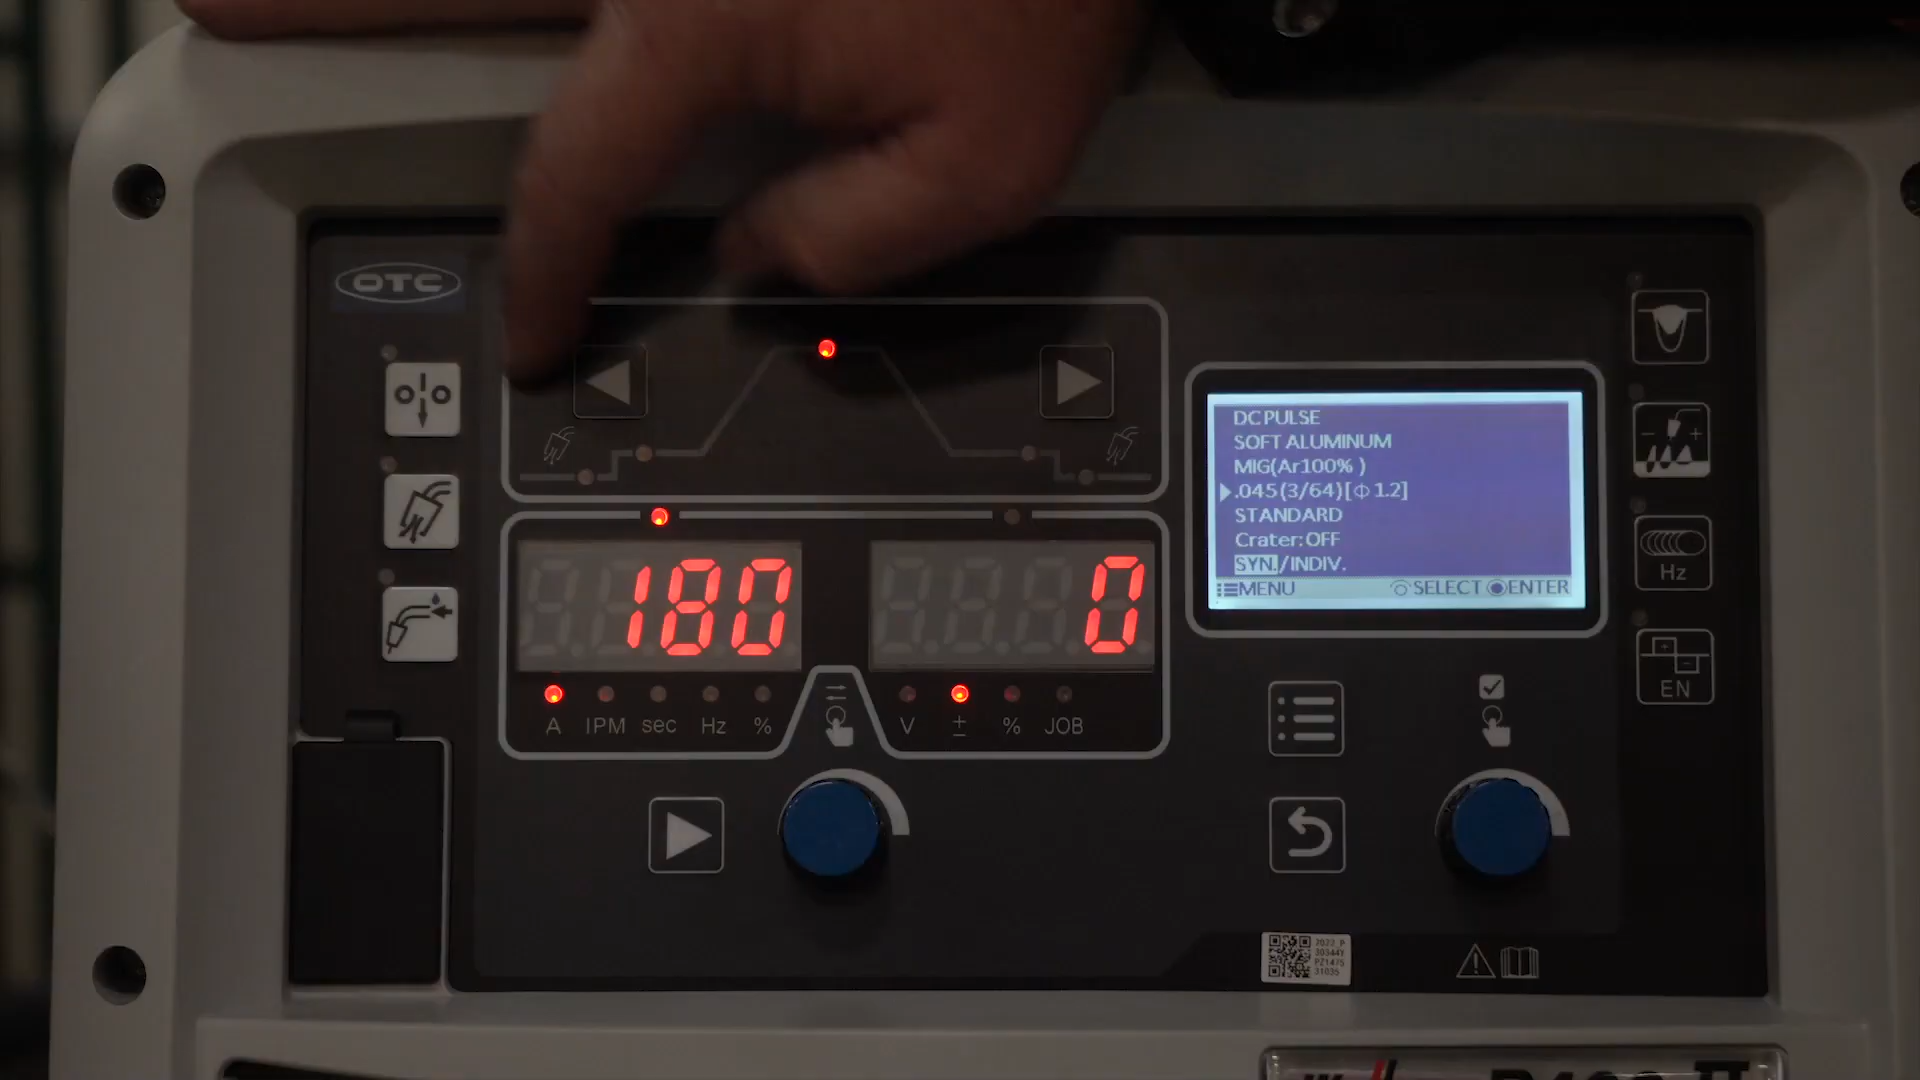 OTC
DC PULSE
SOFT ALUMINUM
MIG(Ar100% )
.045(3/64)[Φ1.2]
STANDARD
Crater:OFF
SYN./INDIV.
MENU SELECT ENTER
180
0
A IPM sec Hz %
V ± % JOB
Hz
EN